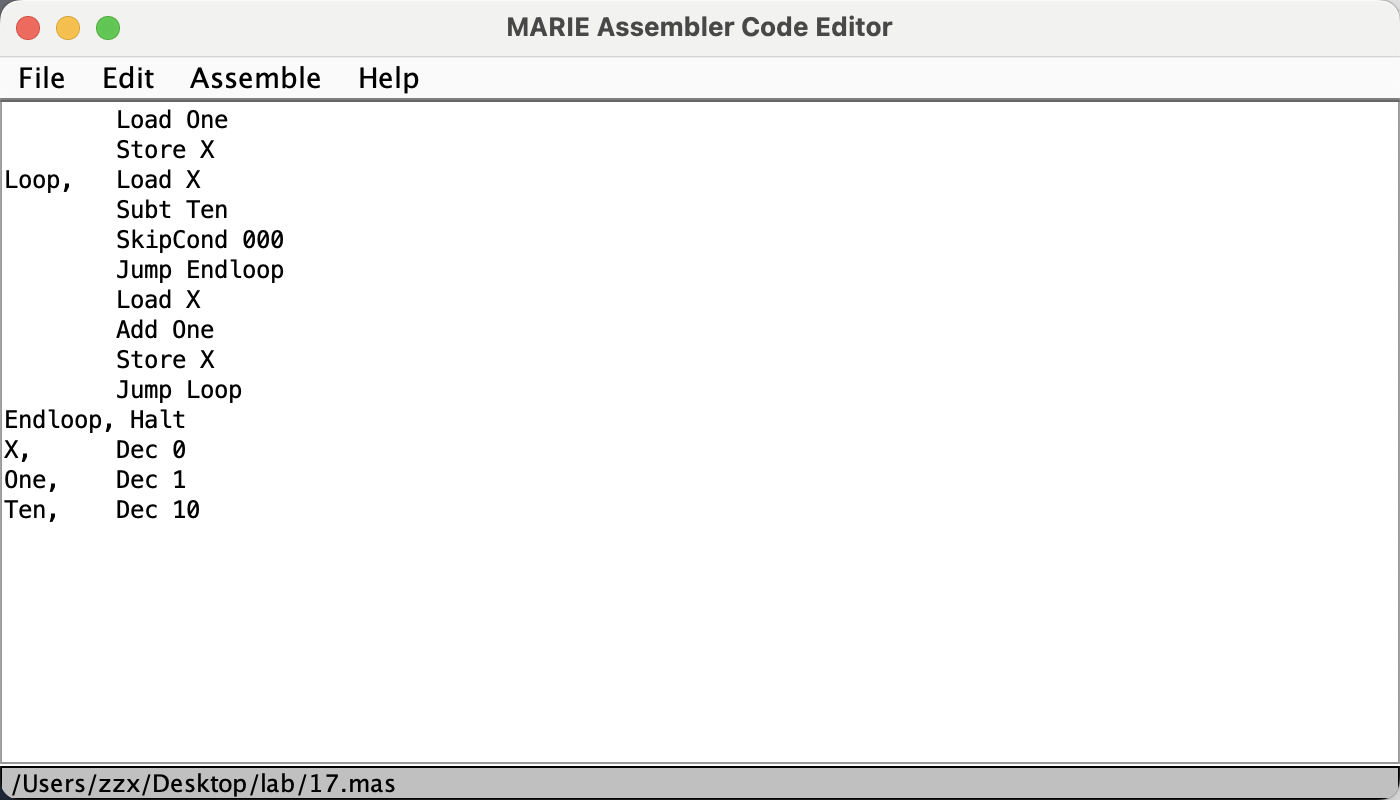 MARIE Assembler Code Editor
File Edit Assemble Help
        Load One
        Store X
Loop,   Load X
        Subt Ten
        SkipCond 000
        Jump Endloop
        Load X
        Add One
        Store X
        Jump Loop
Endloop, Halt
X,      Dec 0
One,    Dec 1
Ten,    Dec 10
/Users/zzx/Desktop/lab/17.mas